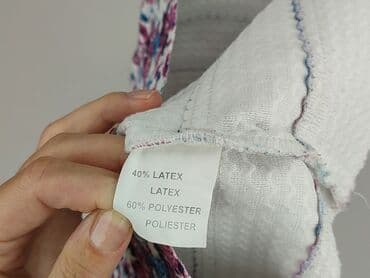 40% LATEX
LATEX
60% POLYESTER
POLIESTER